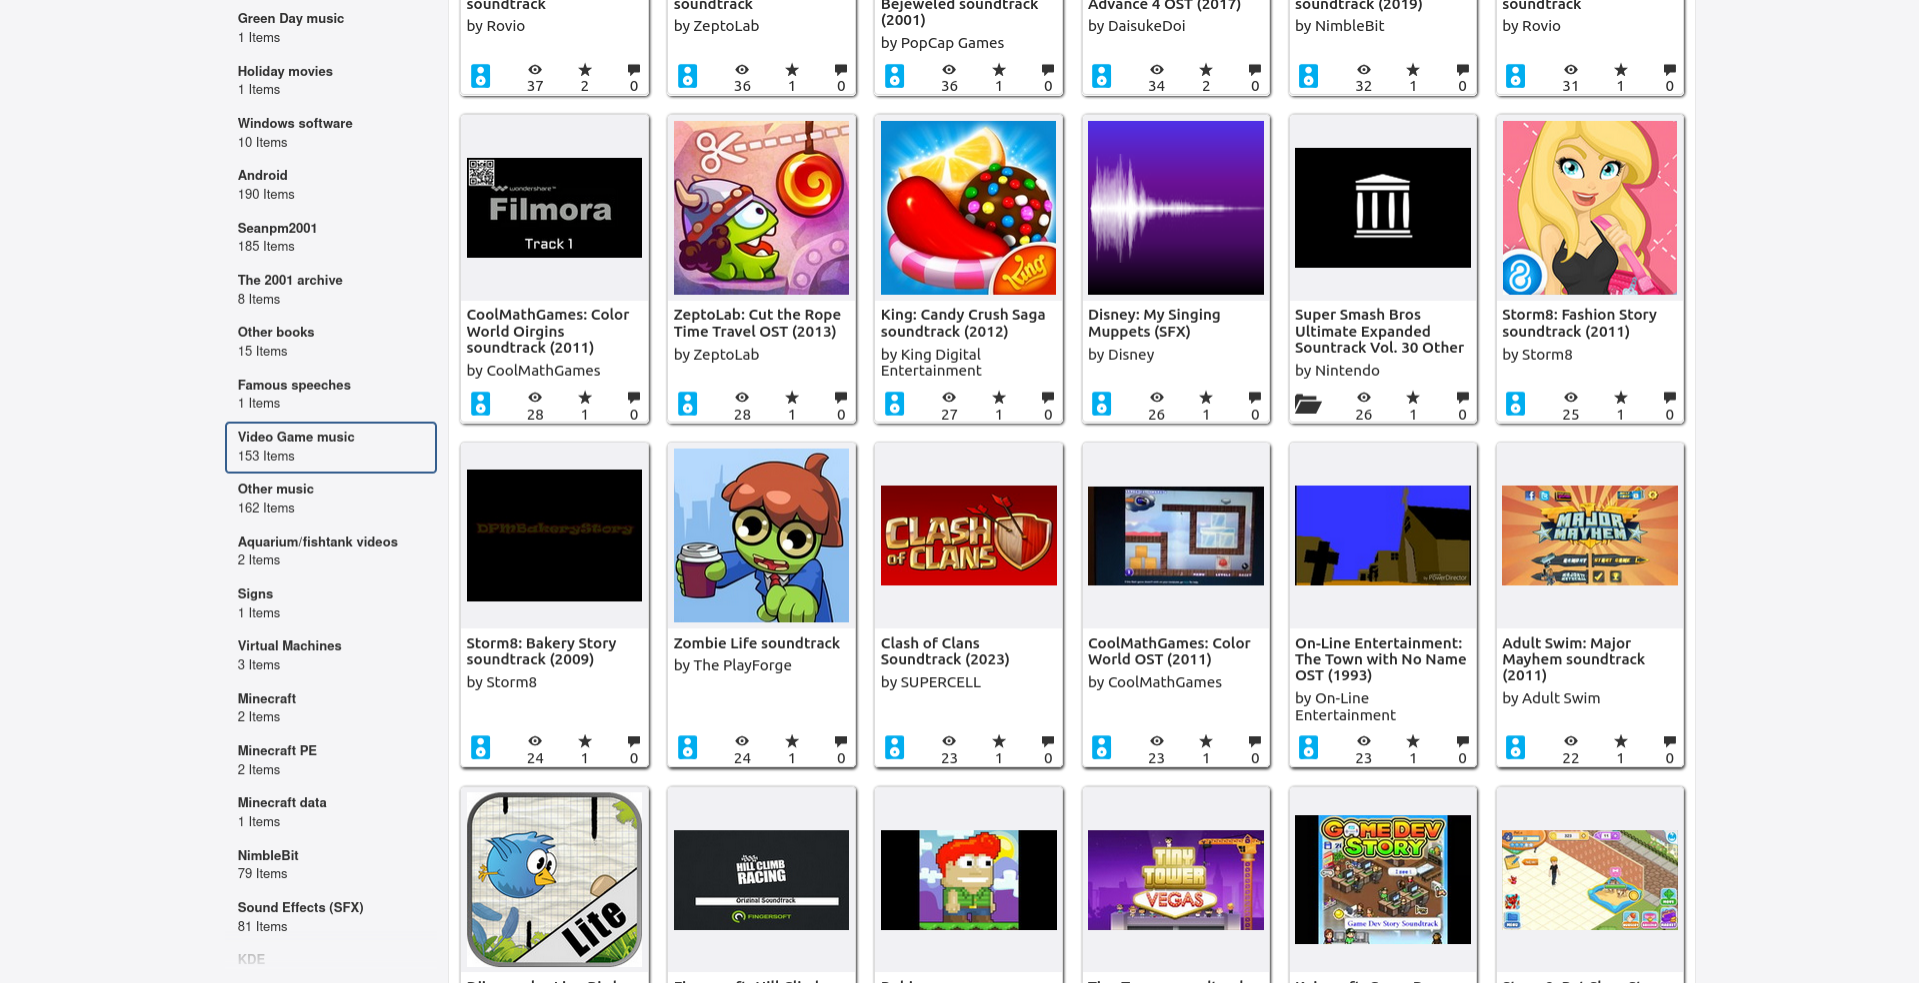 Green Day music
1 Items
Holiday movies
1 Items
Windows software
10 Items
Android
190 Items
Seanpm2001
185 Items
The 2001 archive
8 Items
Other books
15 Items
Famous speeches
1 Items
Video Game music
153 Items
Other music
162 Items
Aquarium/fishtank videos
2 Items
Signs
1 Items
Virtual Machines
3 Items
Minecraft
2 Items
Minecraft PE
2 Items
Minecraft data
1 Items
NimbleBit
79 Items
Sound Effects (SFX)
81 Items
KDE
soundtrack
by Rovio
37 2 0
soundtrack
by ZeptoLab
36 1 0
Bejeweled soundtrack
(2001)
by PopCap Games
36 1 0
Advance 4 OST (2017)
by DaisukeDoi
34 2 0
soundtrack (2019)
by NimbleBit
32 1 0
soundtrack
by Rovio
31 1 0
wondershare
Filmora
Track 1
CoolMathGames: Color
World Oirgins
soundtrack (2011)
by CoolMathGames
28 1 0
ZeptoLab: Cut the Rope
Time Travel OST (2013)
by ZeptoLab
28 1 0
King
King: Candy Crush Saga
soundtrack (2012)
by King Digital
Entertainment
27 1 0
Disney: My Singing
Muppets (SFX)
by Disney
26 1 0
Super Smash Bros
Ultimate Expanded
Sountrack Vol. 30 Other
by Nintendo
26 1 0
Storm8: Fashion Story
soundtrack (2011)
by Storm8
25 1 0
DPMBakeryStory
Storm8: Bakery Story
soundtrack (2009)
by Storm8
24 1 0
Zombie Life soundtrack
by The PlayForge
24 1 0
CLASH
OF CLANS
Clash of Clans
Soundtrack (2023)
by SUPERCELL
23 1 0
CoolMathGames: Color
World OST (2011)
by CoolMathGames
23 1 0
by PowerDirector
On-Line Entertainment:
The Town with No Name
OST (1993)
by On-Line
Entertainment
23 1 0
MAJOR
MAYHEM
Adult Swim: Major
Mayhem soundtrack
(2011)
by Adult Swim
22 1 0
Lite
HILL CLIMB
RACING
Original Soundtrack
FINGERSOFT
TINY
TOWER
VEGAS
GAME DEV
STORY
Game Dev Story Soundtrack